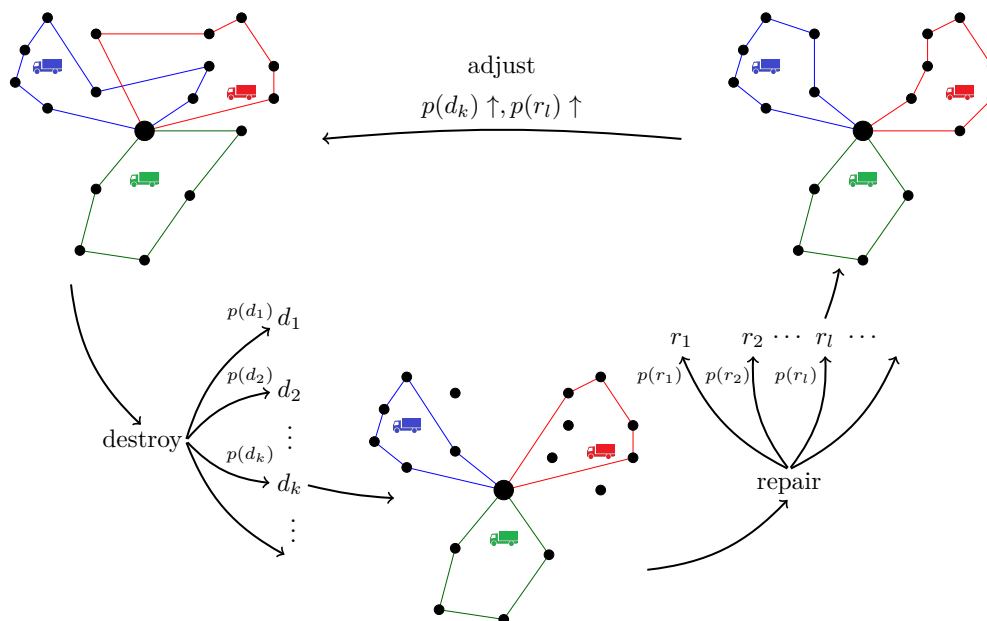 adjust
p(d_k) ↑, p(r_l) ↑
p(d_1) d_1
p(d_2) d_2
⋮
destroy
p(d_k) d_k
⋮
r_1 r_2 ⋯ r_l ⋯
p(r_1) p(r_2) p(r_l)
repair